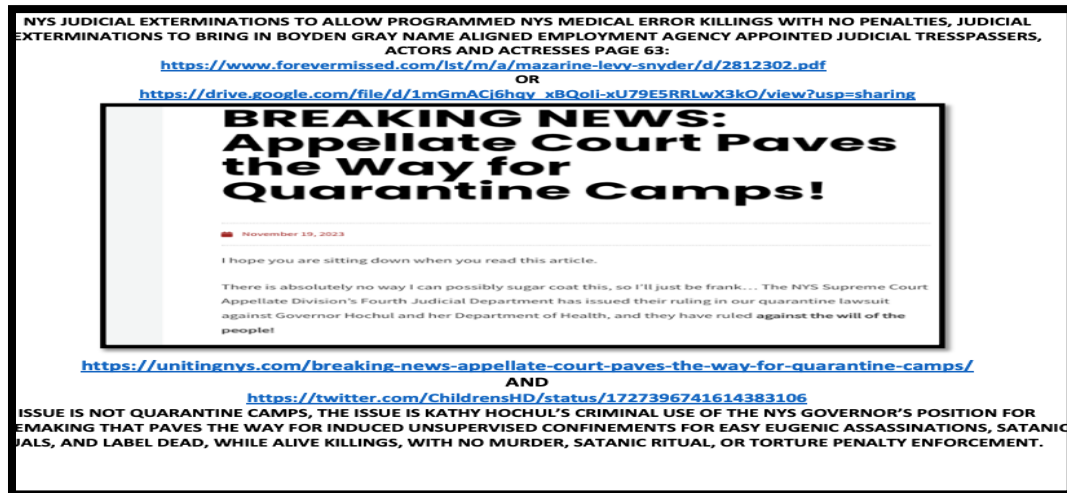 NYS JUDICIAL EXTERMINATIONS TO ALLOW PROGRAMMED NYS MEDICAL ERROR KILLINGS WITH NO PENALTIES, JUDICIAL
EXTERMINATIONS TO BRING IN BOYDEN GRAY NAME ALIGNED EMPLOYMENT AGENCY APPOINTED JUDICIAL TRESSPASSERS,
ACTORS AND ACTRESSES PAGE 63:
https://www.forevermissed.com/lst/m/a/mazarine-levy-snyder/d/2812302.pdf
OR
https://drive.google.com/file/d/1mGmACj6hqy_xBQoIi-xU79E5RRLwX3kO/view?usp=sharing
BREAKING NEWS:
Appellate Court Paves
the Way for
Quarantine Camps!
November 19, 2023
I hope you are sitting down when you read this article.
There is absolutely no way I can possibly sugar coat this, so I'll just be frank... The NYS Supreme Court
Appellate Division's Fourth Judicial Department has issued their ruling in our quarantine lawsuit
against Governor Hochul and her Department of Health, and they have ruled against the will of the
people!
https://unitingnys.com/breaking-news-appellate-court-paves-the-way-for-quarantine-camps/
AND
https://twitter.com/ChildrensHD/status/1727396741614383106
ISSUE IS NOT QUARANTINE CAMPS, THE ISSUE IS KATHY HOCHUL'S CRIMINAL USE OF THE NYS GOVERNOR'S POSITION FOR
EMAKING THAT PAVES THE WAY FOR INDUCED UNSUPERVISED CONFINEMENTS FOR EASY EUGENIC ASSASSINATIONS, SATANIC
UALS, AND LABEL DEAD, WHILE ALIVE KILLINGS, WITH NO MURDER, SATANIC RITUAL, OR TORTURE PENALTY ENFORCEMENT.